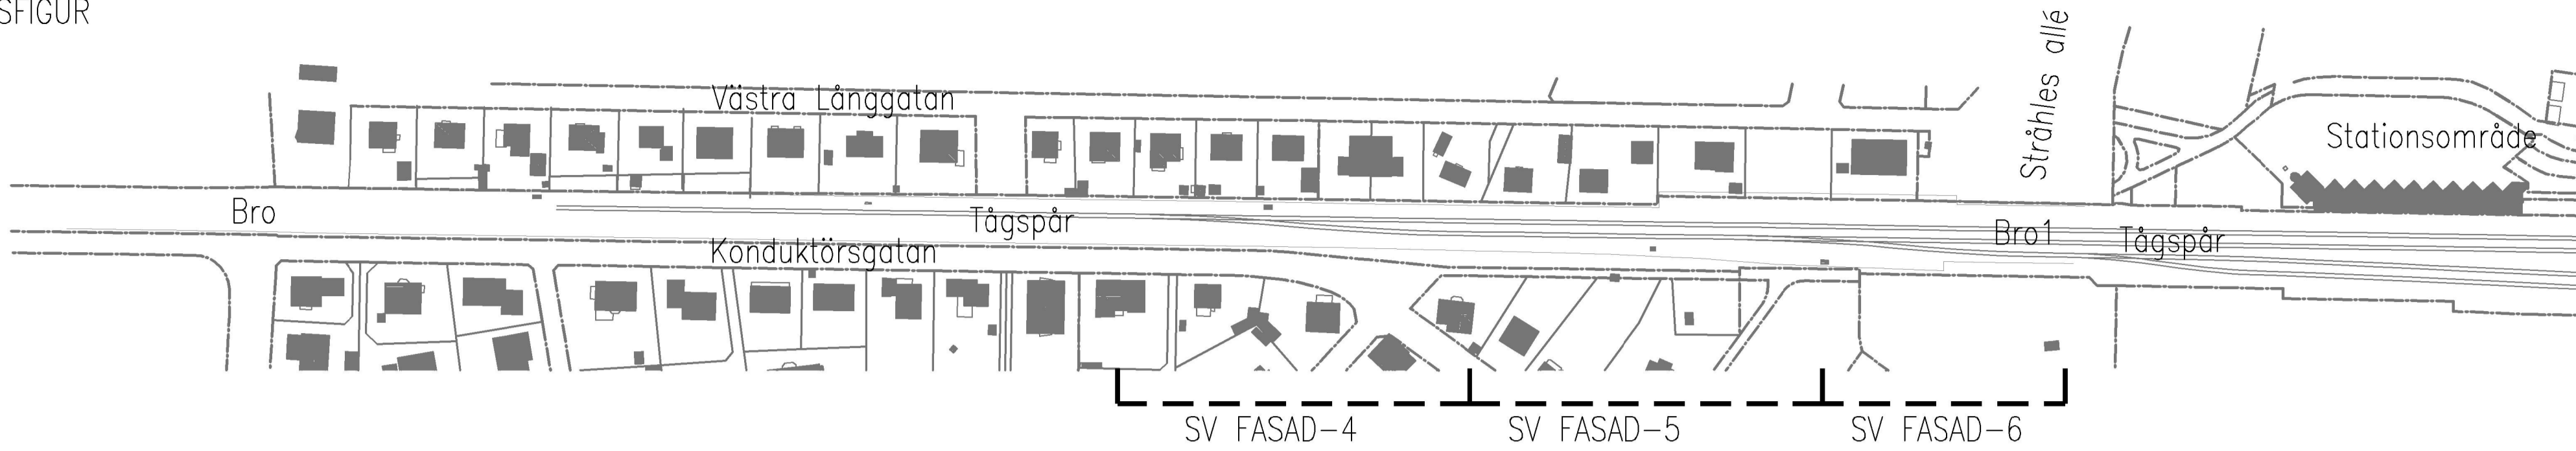 SFIGUR
Västra Långgatan
Stråhles allé
Stationsområde
Bro
Tågspår
Konduktörsgatan
Bro1
Tågspår
SV FASAD-4
SV FASAD-5
SV FASAD-6